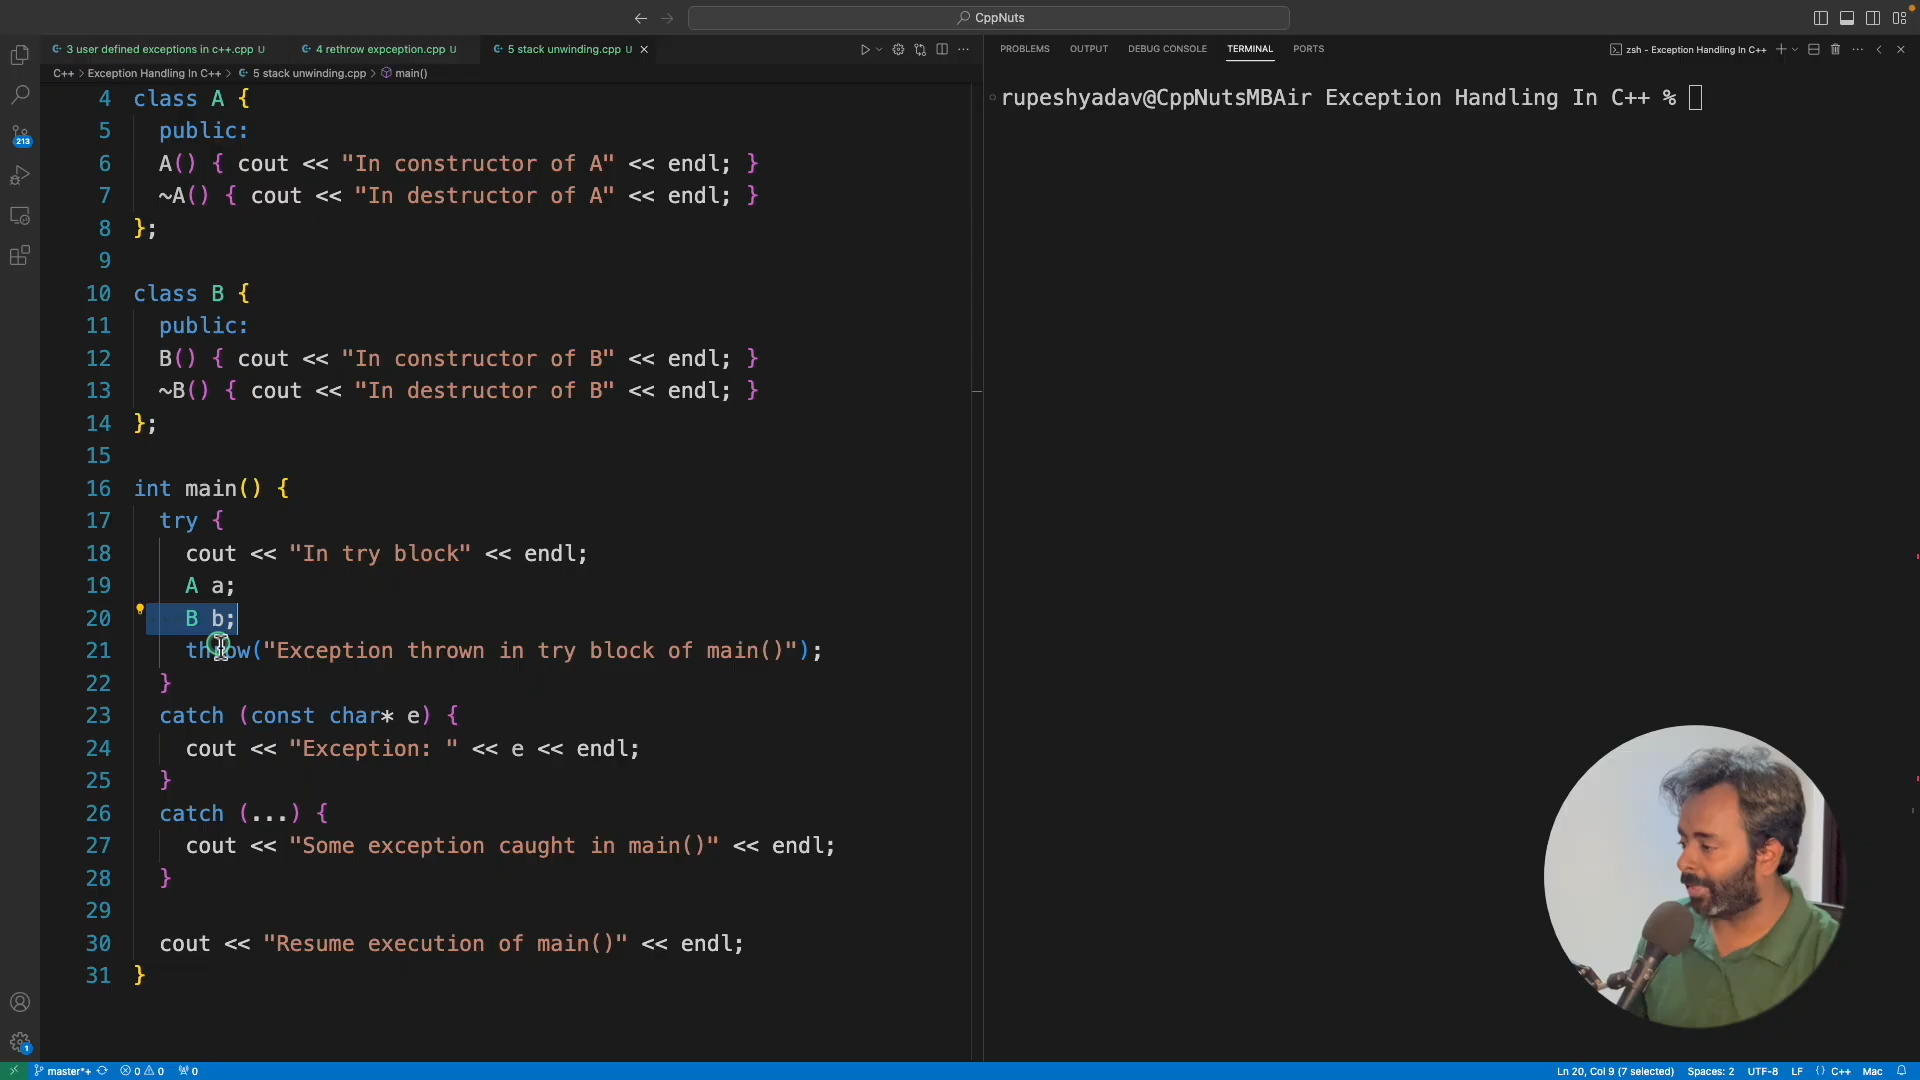 CppNuts
3 user defined exceptions in c++.cpp U
4 rethrow expception.cpp U
5 stack unwinding.cpp U
C++ > Exception Handling In C++ > 5 stack unwinding.cpp > main()
4 class A {
5 public:
6 A() { cout << "In constructor of A" << endl; }
7 ~A() { cout << "In destructor of A" << endl; }
8 };
9
10 class B {
11 public:
12 B() { cout << "In constructor of B" << endl; }
13 ~B() { cout << "In destructor of B" << endl; }
14 };
15
16 int main() {
17 try {
18 cout << "In try block" << endl;
19 A a;
20 B b;
21 throw("Exception thrown in try block of main()");
22 }
23 catch (const char* e) {
24 cout << "Exception: " << e << endl;
25 }
26 catch (...) {
27 cout << "Some exception caught in main()" << endl;
28 }
29
30 cout << "Resume execution of main()" << endl;
31 }
PROBLEMS OUTPUT DEBUG CONSOLE TERMINAL PORTS
zsh - Exception Handling In C++
rupeshyadav@CppNutsMBAir Exception Handling In C++ %
213
1
master*+ 0 0 0
Ln 20, Col 9 (7 selected) Spaces: 2 UTF-8 LF {} C++ Mac